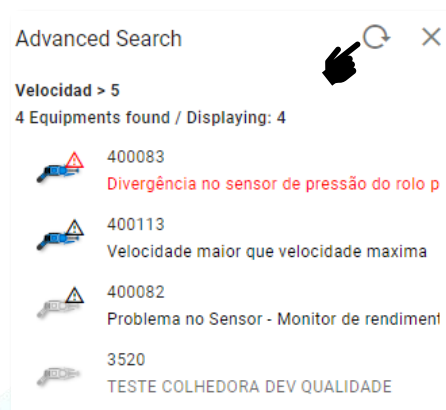 Advanced Search
Velocidad > 5
4 Equipments found / Displaying: 4
400083
Divergência no sensor de pressão do rolo p
400113
Velocidade maior que velocidade maxima
400082
Problema no Sensor - Monitor de rendiment
3520
TESTE COLHEDORA DEV QUALIDADE